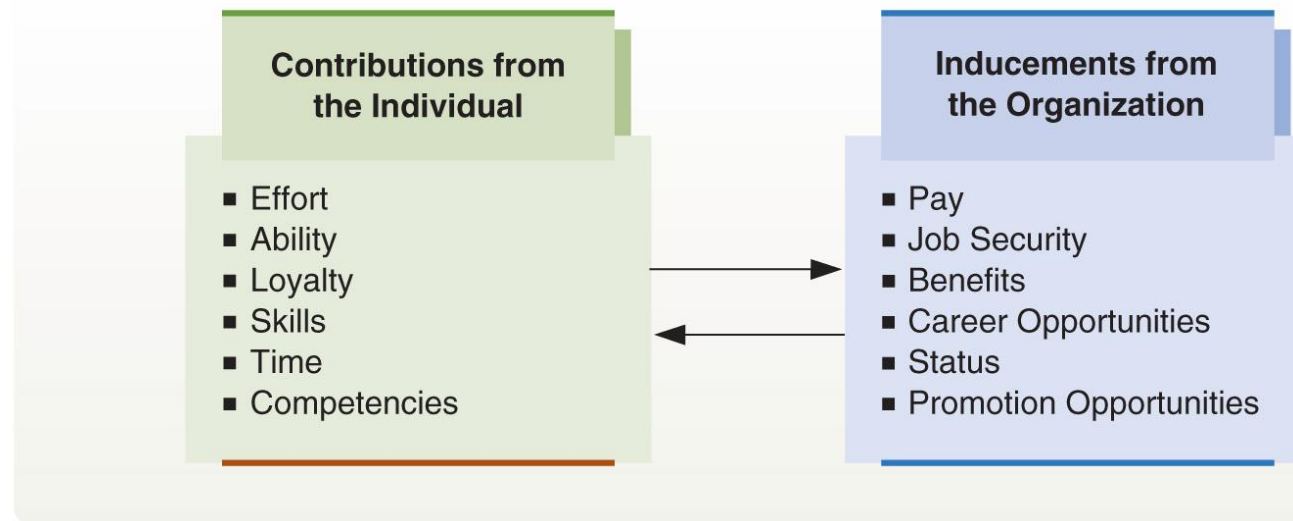 Contributions from
the Individual
■ Effort
■ Ability
■ Loyalty
■ Skills
■ Time
■ Competencies
Inducements from
the Organization
■ Pay
■ Job Security
■ Benefits
■ Career Opportunities
■ Status
■ Promotion Opportunities